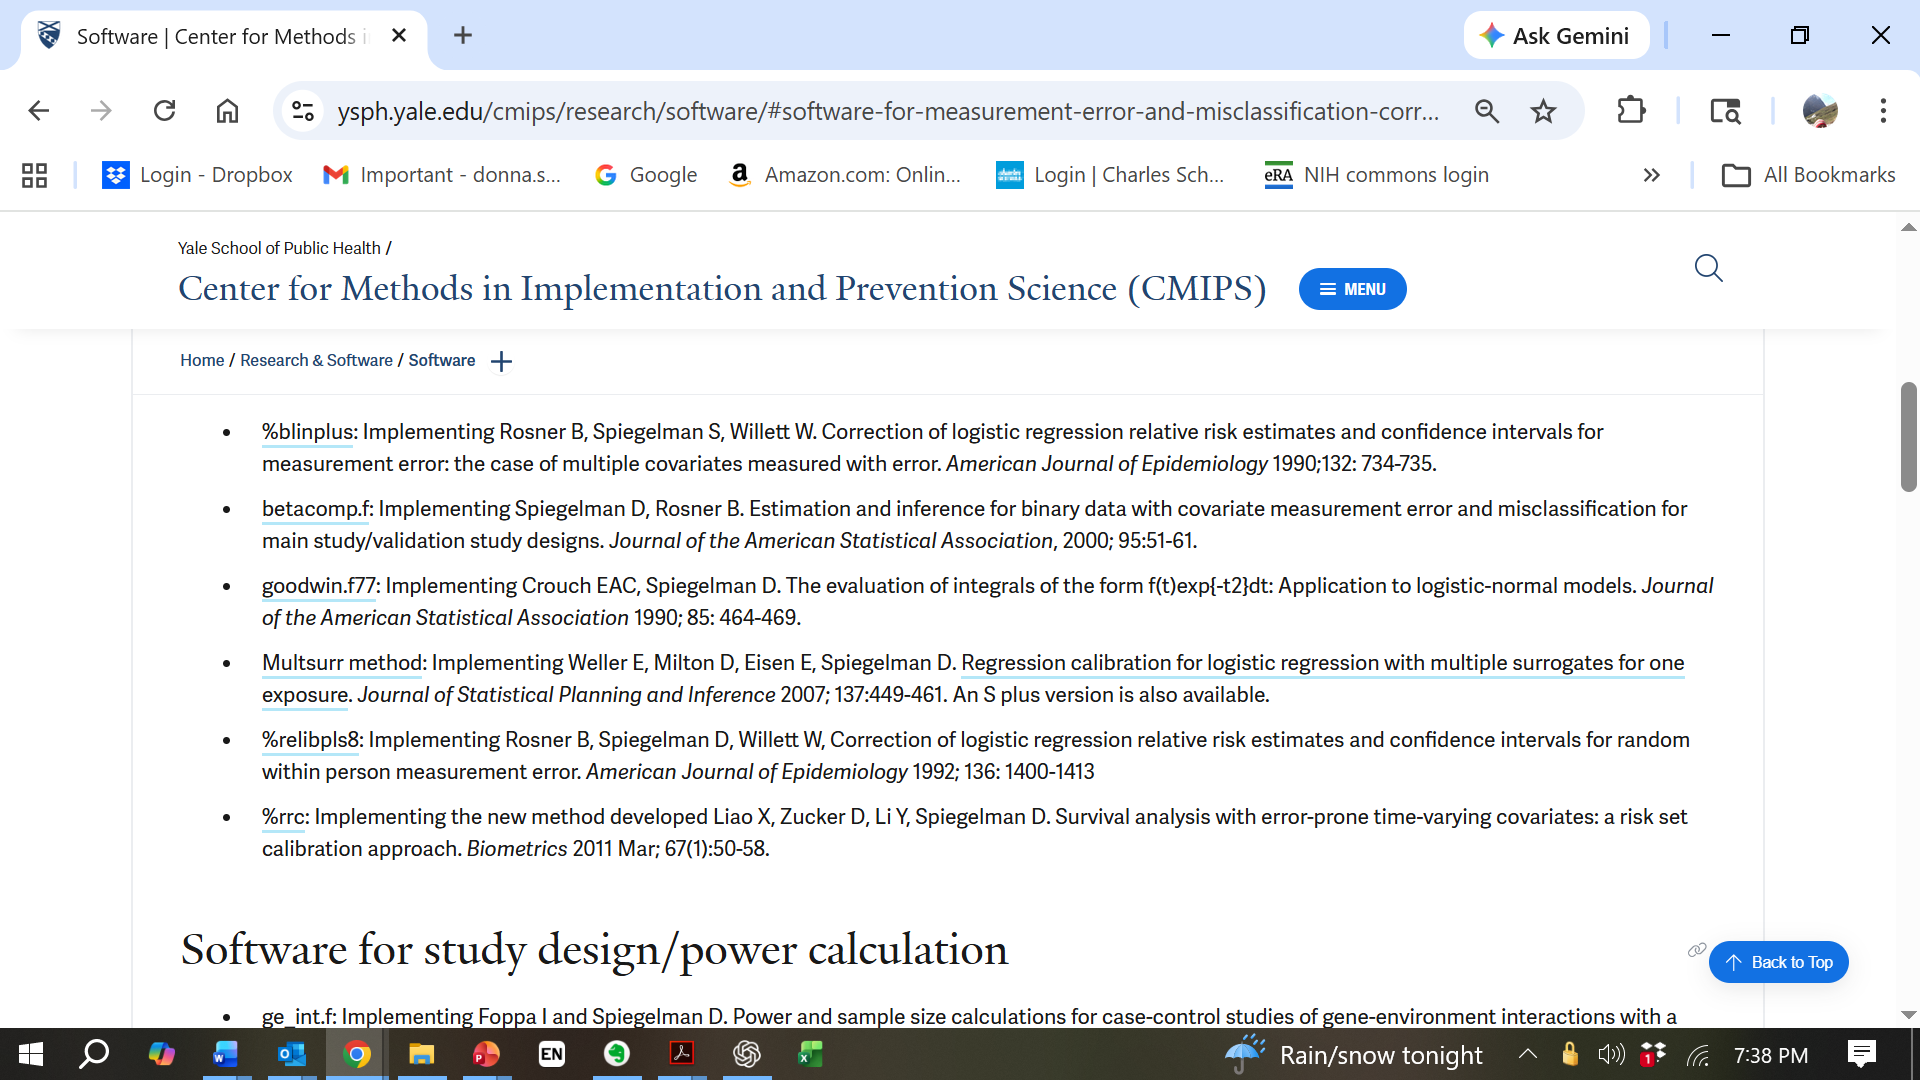 Software | Center for Methods i
Ask Gemini
ysph.yale.edu/cmips/research/software/#software-for-measurement-error-and-misclassification-corr...
Login - Dropbox
Important - donna.s...
Google
Amazon.com: Onlin...
Login | Charles Sch...
eRA NIH commons login
All Bookmarks
Yale School of Public Health /
Center for Methods in Implementation and Prevention Science (CMIPS)
MENU
Home / Research & Software / Software
• %blinplus: Implementing Rosner B, Spiegelman S, Willett W. Correction of logistic regression relative risk estimates and confidence intervals for
measurement error: the case of multiple covariates measured with error. American Journal of Epidemiology 1990;132: 734-735.
• betacomp.f: Implementing Spiegelman D, Rosner B. Estimation and inference for binary data with covariate measurement error and misclassification for
main study/validation study designs. Journal of the American Statistical Association, 2000; 95:51-61.
• goodwin.f77: Implementing Crouch EAC, Spiegelman D. The evaluation of integrals of the form f(t)exp{-t2}dt: Application to logistic-normal models. Journal
of the American Statistical Association 1990; 85: 464-469.
• Multsurr method: Implementing Weller E, Milton D, Eisen E, Spiegelman D. Regression calibration for logistic regression with multiple surrogates for one
exposure. Journal of Statistical Planning and Inference 2007; 137:449-461. An S plus version is also available.
• %relibpls8: Implementing Rosner B, Spiegelman D, Willett W, Correction of logistic regression relative risk estimates and confidence intervals for random
within person measurement error. American Journal of Epidemiology 1992; 136: 1400-1413
• %rrc: Implementing the new method developed Liao X, Zucker D, Li Y, Spiegelman D. Survival analysis with error-prone time-varying covariates: a risk set
calibration approach. Biometrics 2011 Mar; 67(1):50-58.
Software for study design/power calculation
Back to Top
• ge_int.f: Implementing Foppa I and Spiegelman D. Power and sample size calculations for case-control studies of gene-environment interactions with a
EN
Rain/snow tonight
1
7:38 PM